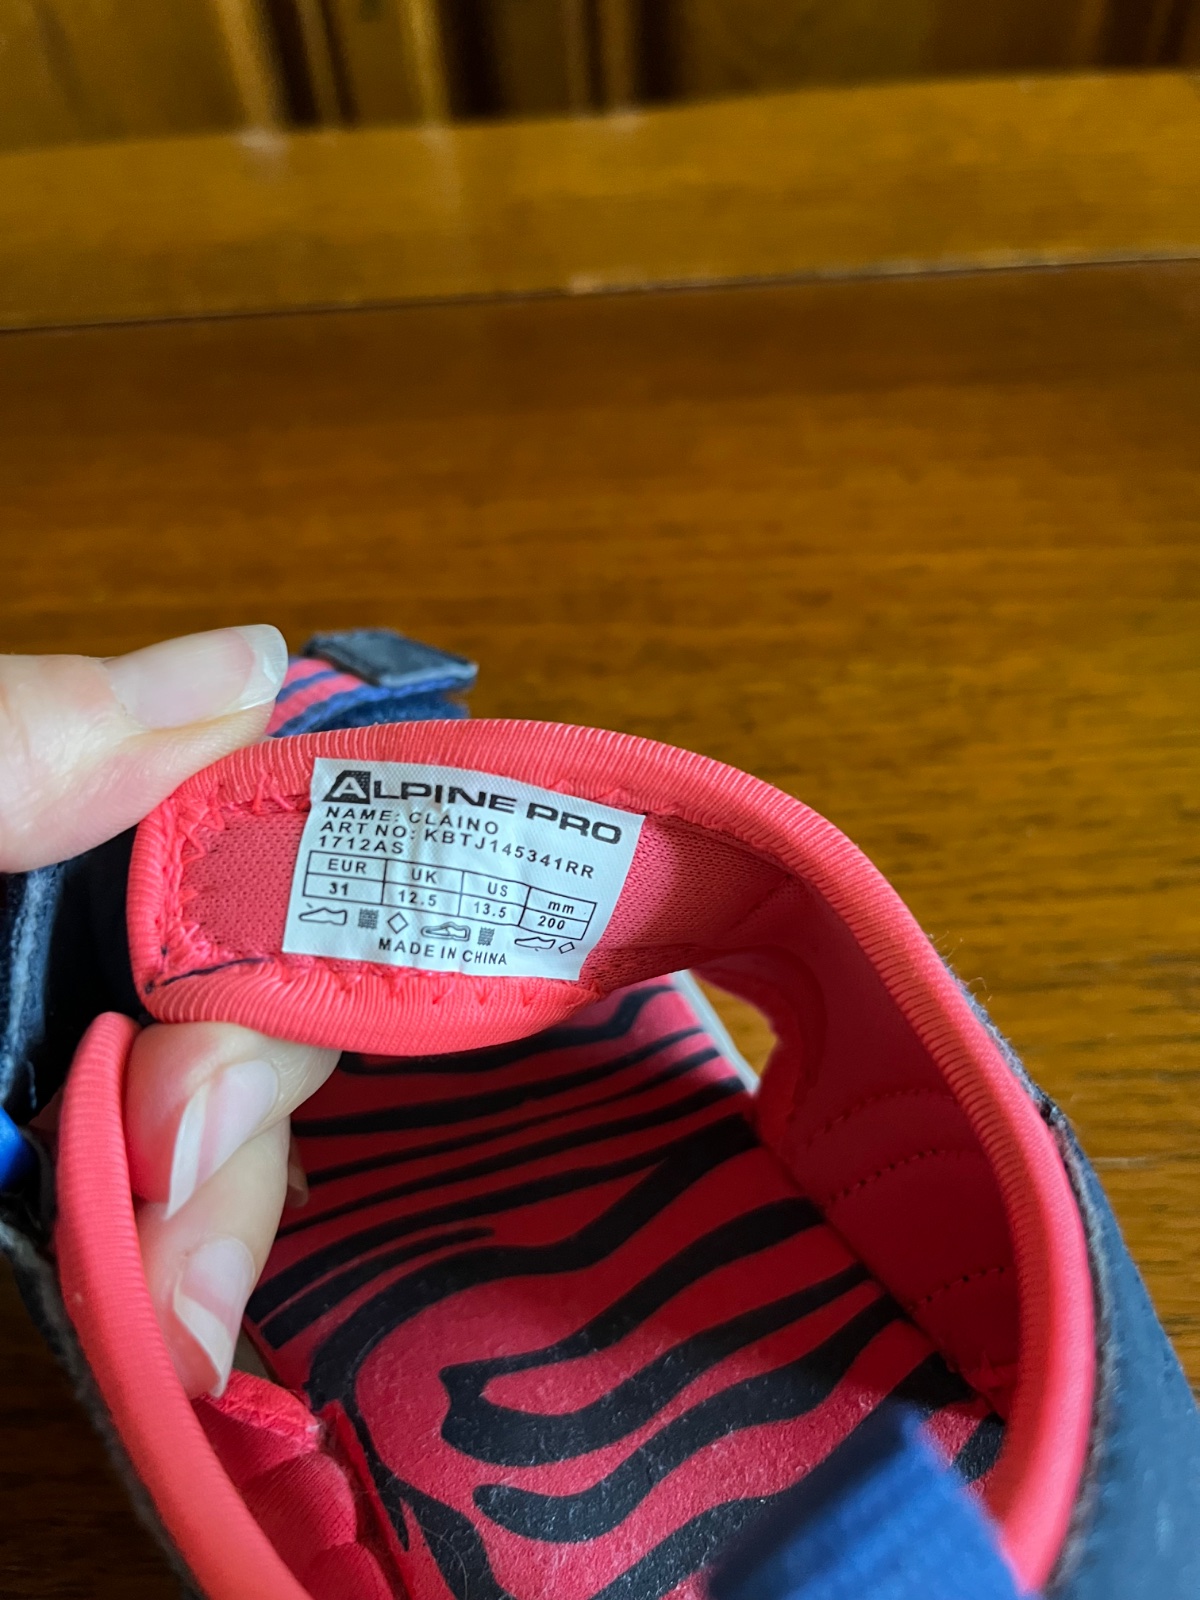 ALPINE PRO
NAME: CLAINO
ART NO: KBTJ145341RR
1712AS
EUR UK US mm
31 12.5 13.5 200
MADE IN CHINA